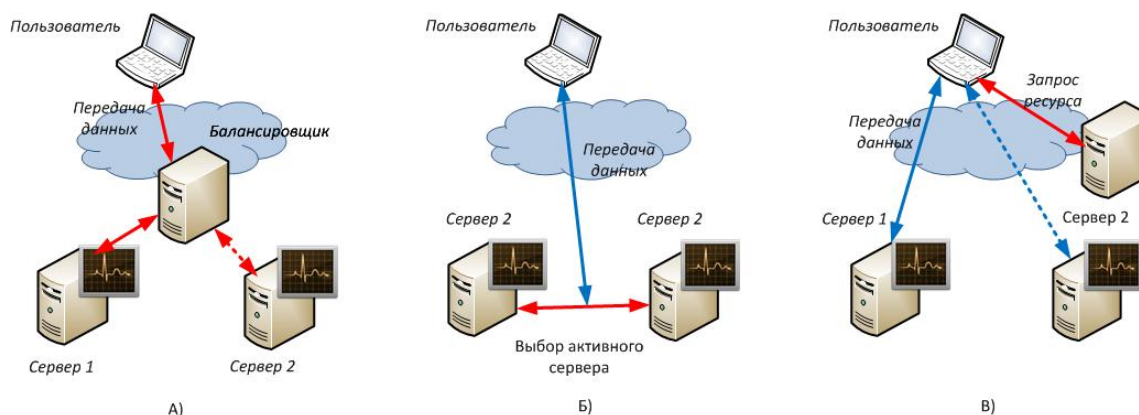 Пользователь
Передача
данных
Балансировщик
Сервер 1
Сервер 2
А)
Пользователь
Передача
данных
Сервер 2
Сервер 2
Выбор активного
сервера
Б)
Пользователь
Запрос
ресурса
Передача
данных
Сервер 1
Сервер 2
В)